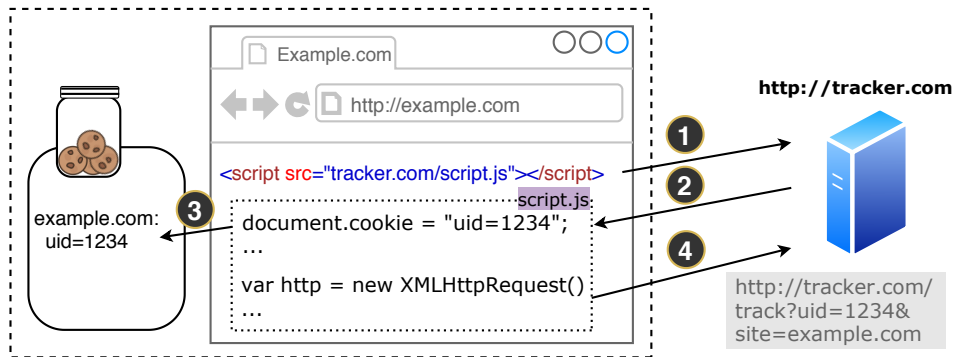 Example.com
http://example.com
http://tracker.com
1
<script src="tracker.com/script.js"></script>
2
script.js
3
example.com:
uid=1234
document.cookie = "uid=1234";
...
4
var http = new XMLHttpRequest()
...
http://tracker.com/
track?uid=1234&
site=example.com